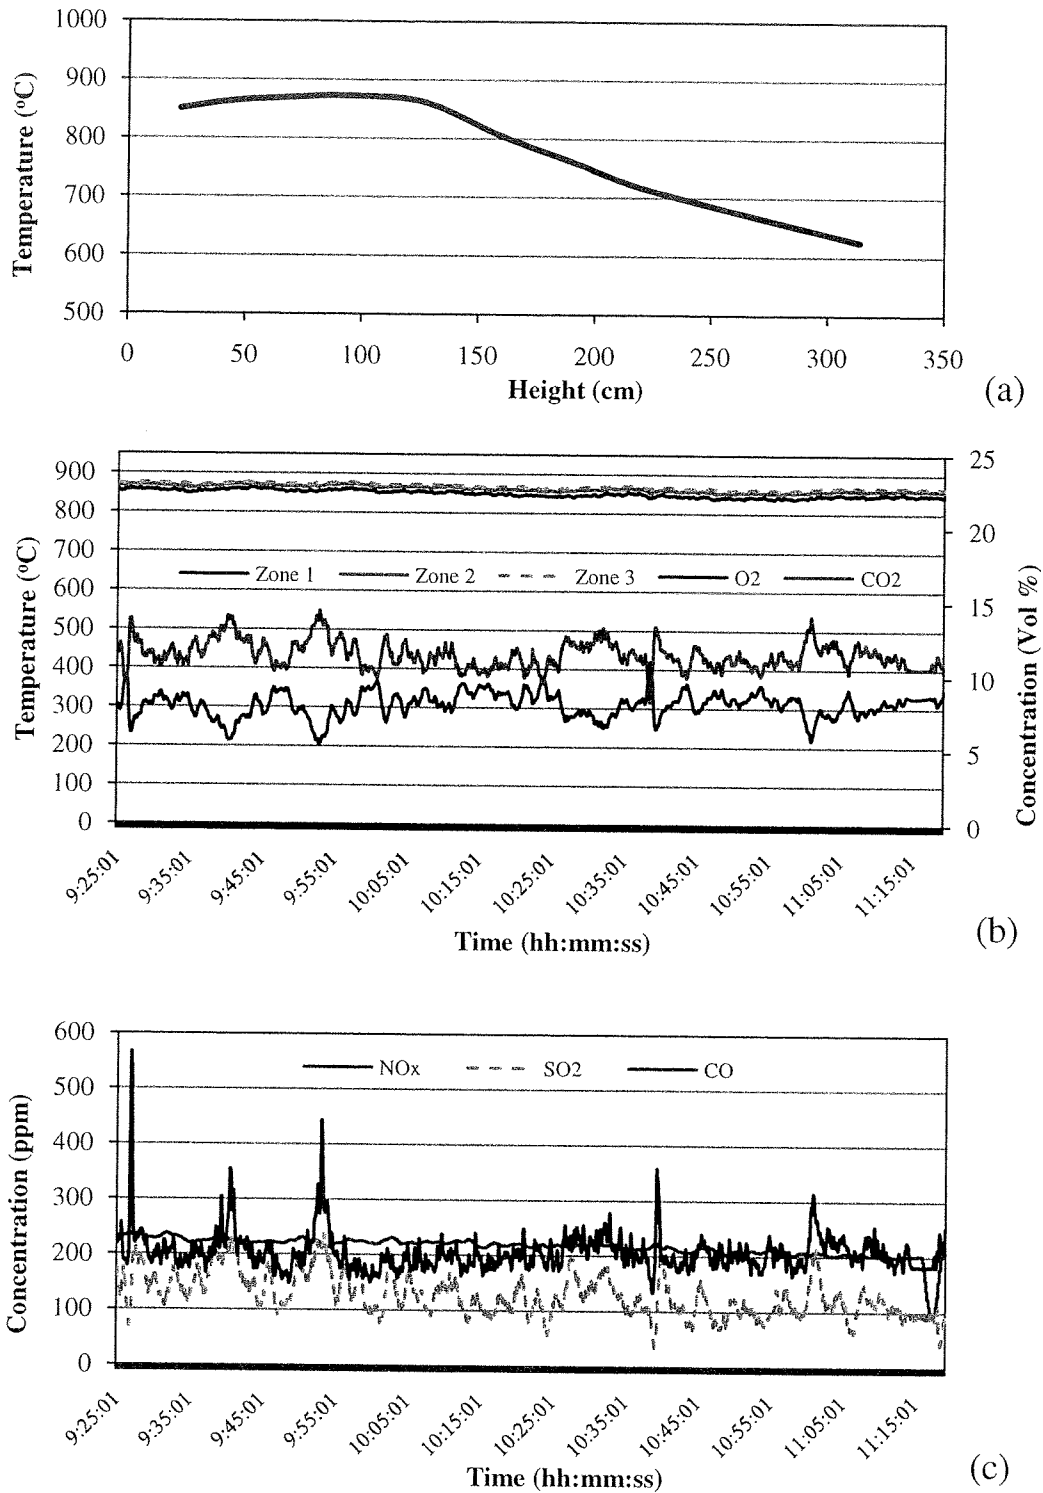 1000
900
800
700
600
500
Temperature (ºC)
0 50 100 150 200 250 300 350
Height (cm)
(a)
900
800
700
600
500
400
300
200
100
0
Temperature (ºC)
Zone 1 Zone 2 Zone 3 O2 CO2
25
20
15
10
5
0
Concentration (Vol %)
9:25:01 9:35:01 9:45:01 9:55:01 10:05:01 10:15:01 10:25:01 10:35:01 10:45:01 10:55:01 11:05:01 11:15:01
Time (hh:mm:ss)
(b)
600
500
400
300
200
100
0
Concentration (ppm)
NOx SO2 CO
9:25:01 9:35:01 9:45:01 9:55:01 10:05:01 10:15:01 10:25:01 10:35:01 10:45:01 10:55:01 11:05:01 11:15:01
Time (hh:mm:ss)
(c)